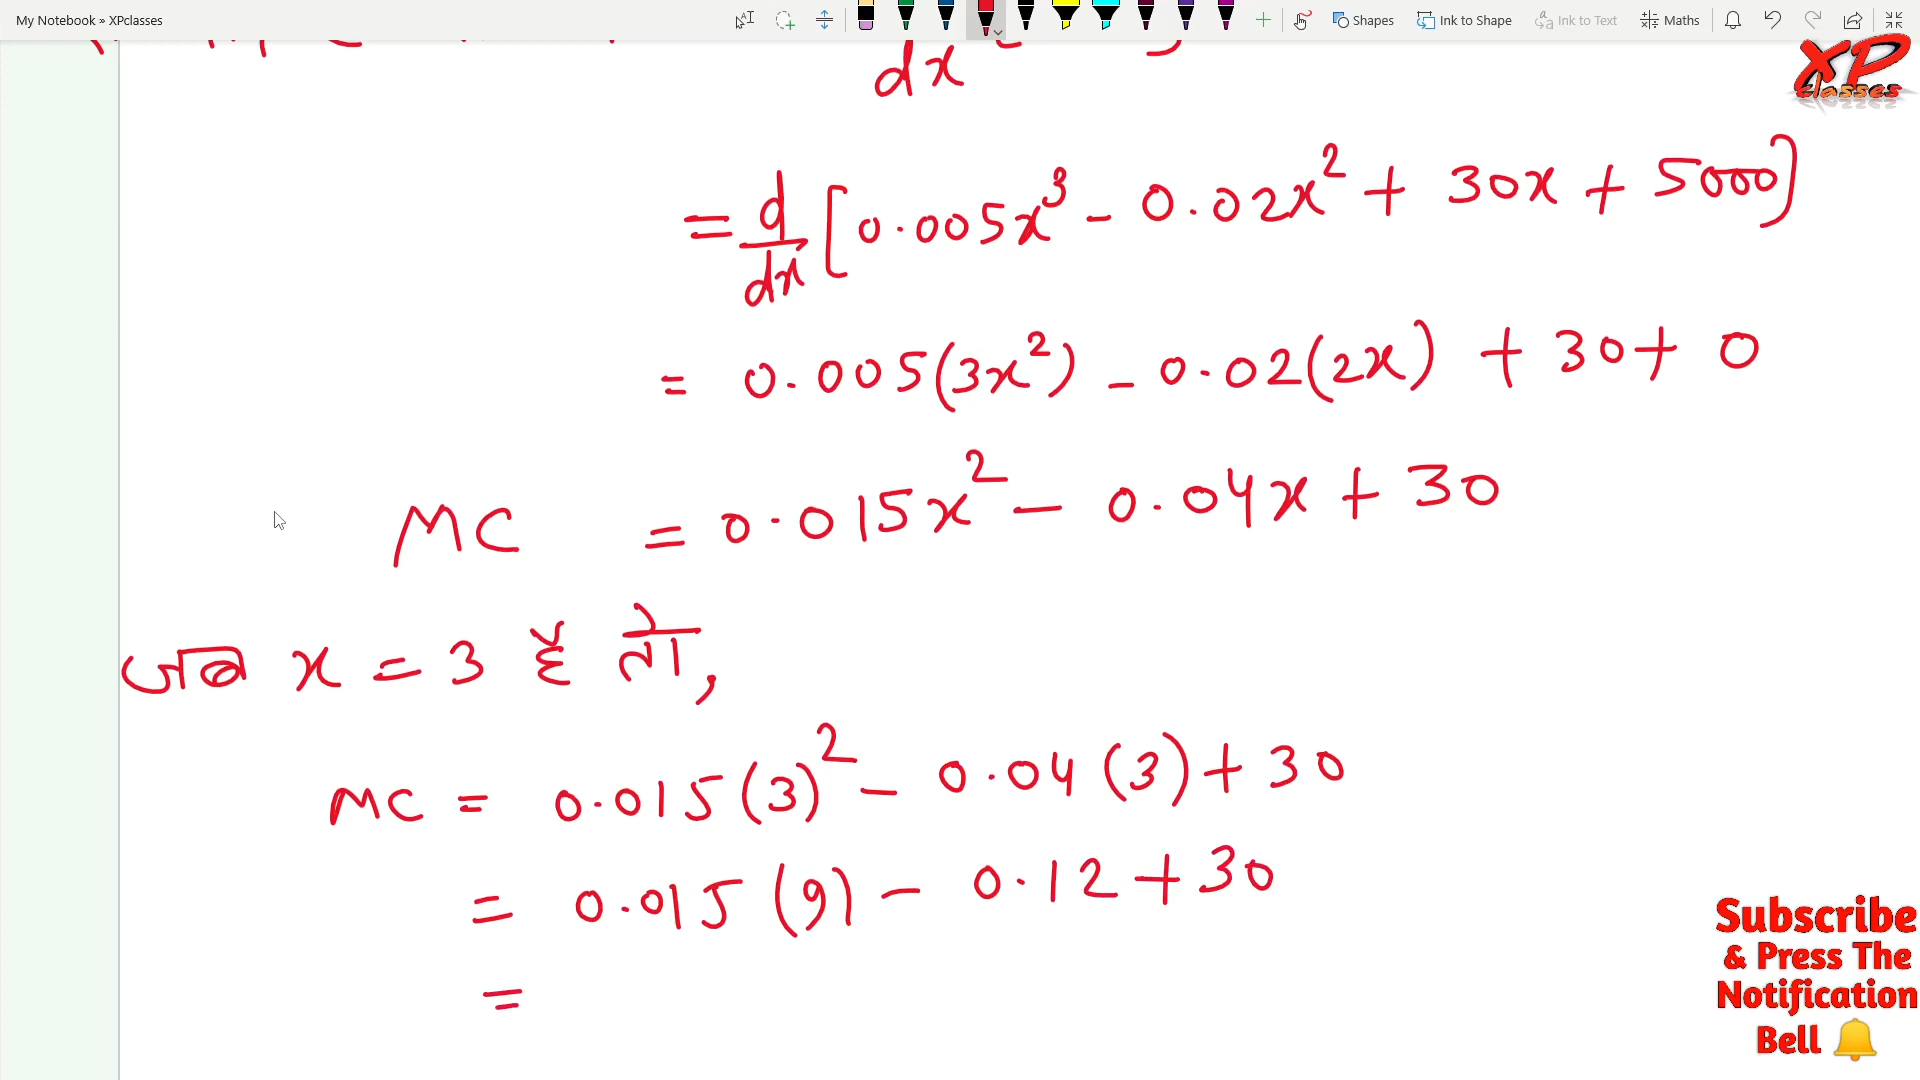 My Notebook » XPclasses
Shapes
Ink to Shape
Ink to Text
Maths
XP
classes
dx
= d/dx [0.005x³ - 0.02x² + 30x + 5000]
= 0.005(3x²) - 0.02(2x) + 30 + 0
MC = 0.015x² - 0.04x + 30
जब x = 3 है तो,
MC = 0.015(3)² - 0.04(3) + 30
= 0.015(9) - 0.12 + 30
=
Subscribe
& Press The
Notification
Bell